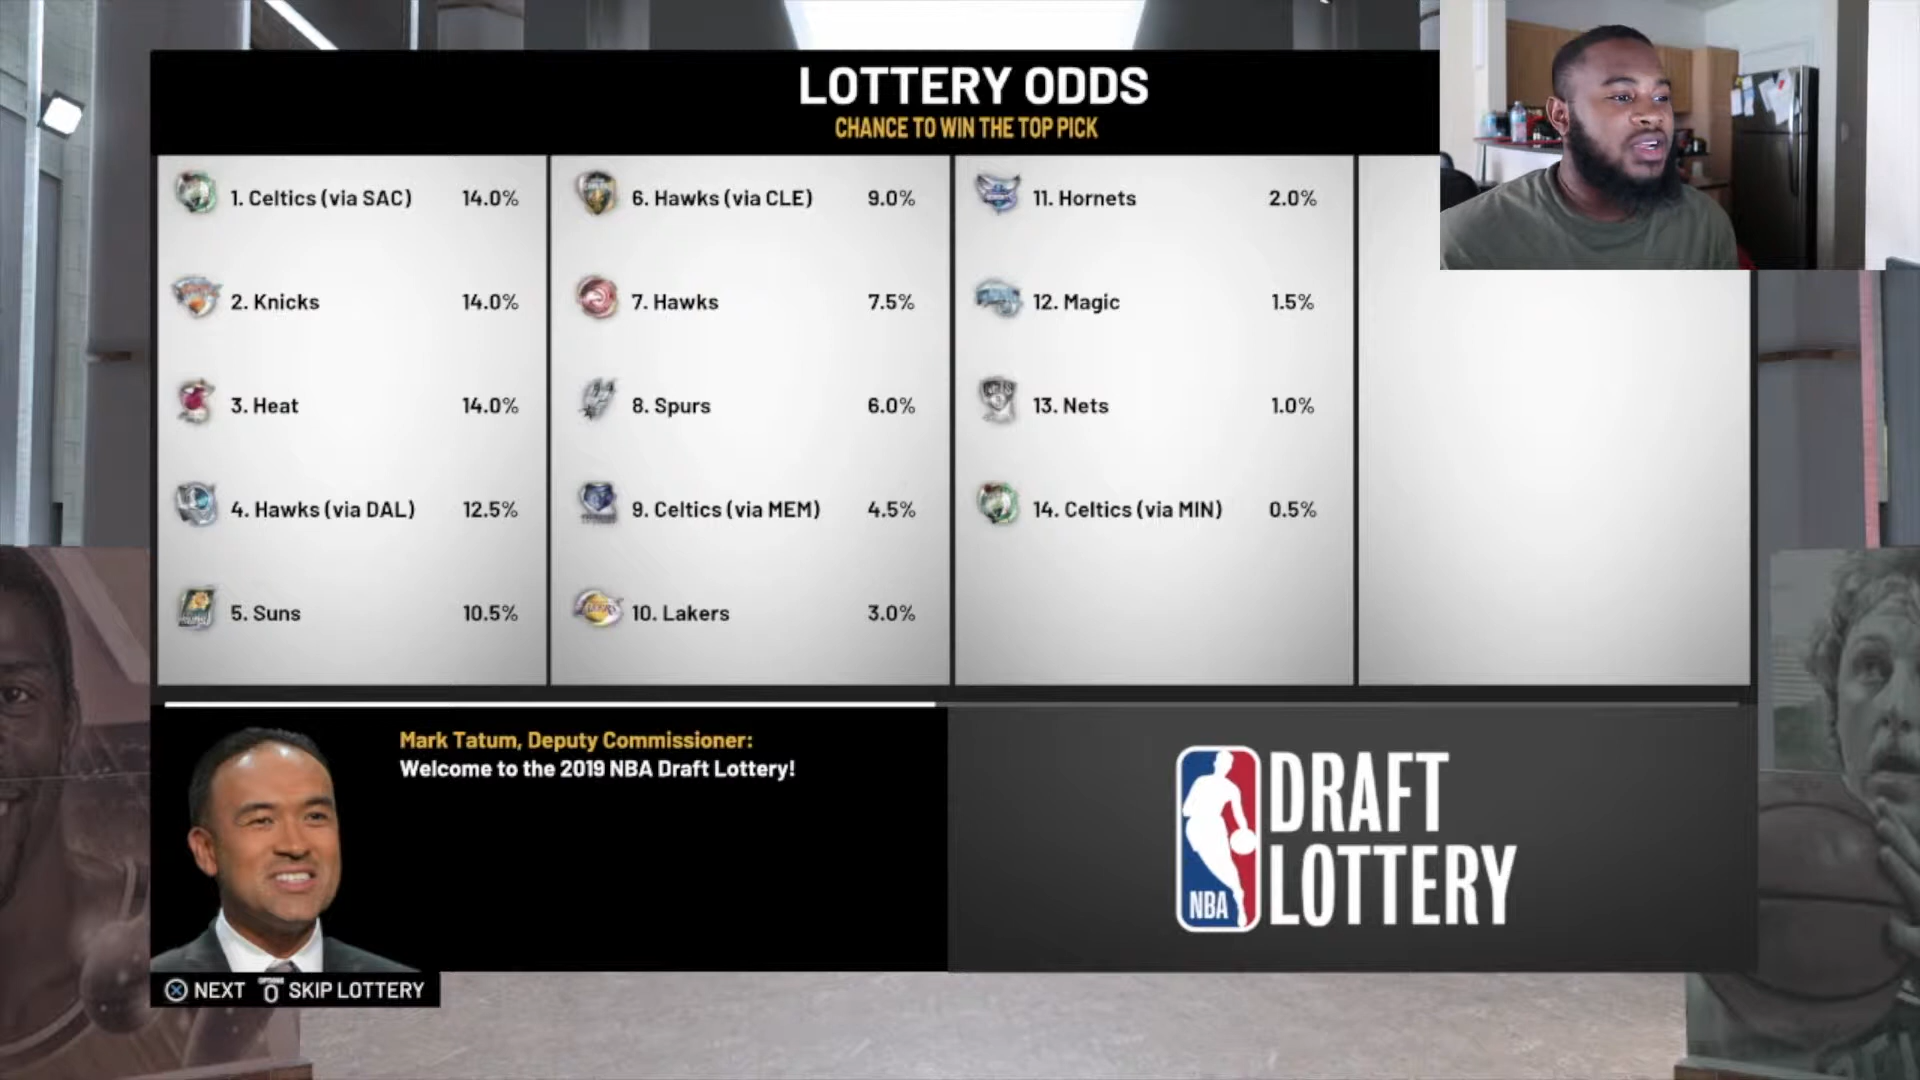 LOTTERY ODDS
CHANCE TO WIN THE TOP PICK
1. Celtics (via SAC) 14.0%
2. Knicks 14.0%
3. Heat 14.0%
4. Hawks (via DAL) 12.5%
5. Suns 10.5%
6. Hawks (via CLE) 9.0%
7. Hawks 7.5%
8. Spurs 6.0%
9. Celtics (via MEM) 4.5%
10. Lakers 3.0%
11. Hornets 2.0%
12. Magic 1.5%
13. Nets 1.0%
14. Celtics (via MIN) 0.5%
Mark Tatum, Deputy Commissioner:
Welcome to the 2019 NBA Draft Lottery!
NBA
DRAFT
LOTTERY
NEXT SKIP LOTTERY